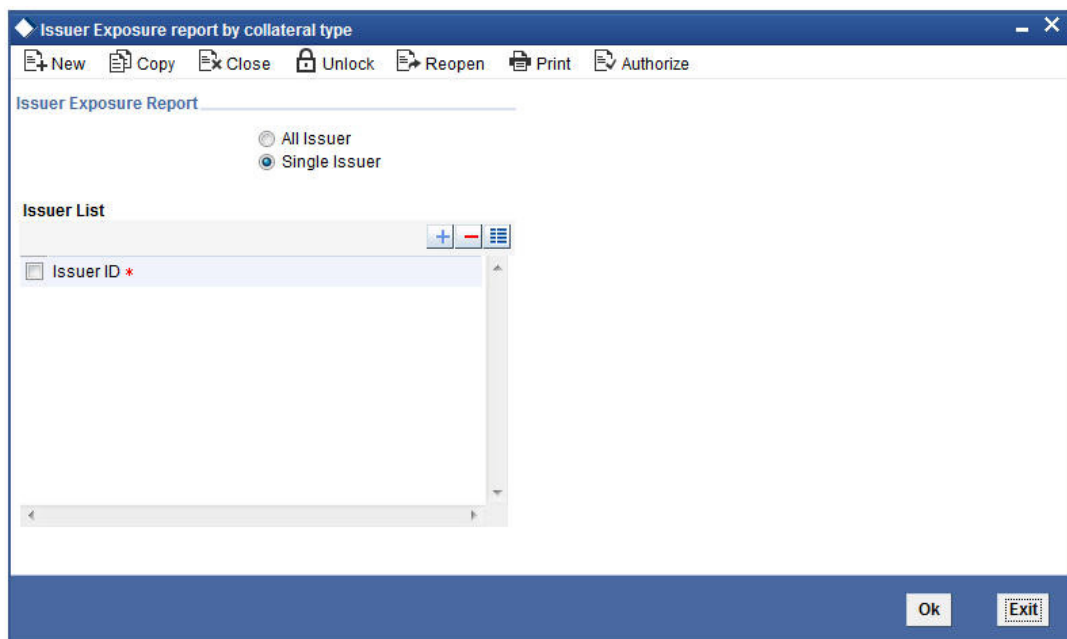 Issuer Exposure report by collateral type
New Copy Close Unlock Reopen Print Authorize
Issuer Exposure Report
All Issuer
Single Issuer
Issuer List
Issuer ID *
Ok Exit